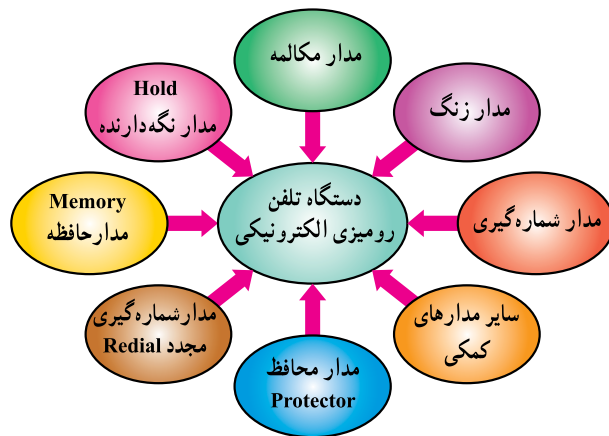 مدار مکالمه
مدار زنگ
Hold
مدار نگه‌دارنده
دستگاه تلفن
رومیزی الکترونیکی
Memory
مدارحافظه
مدار شماره‌گیری
مدارشماره‌گیری
مجدد Redial
سایر مدارهای
کمکی
مدار محافظ
Protector